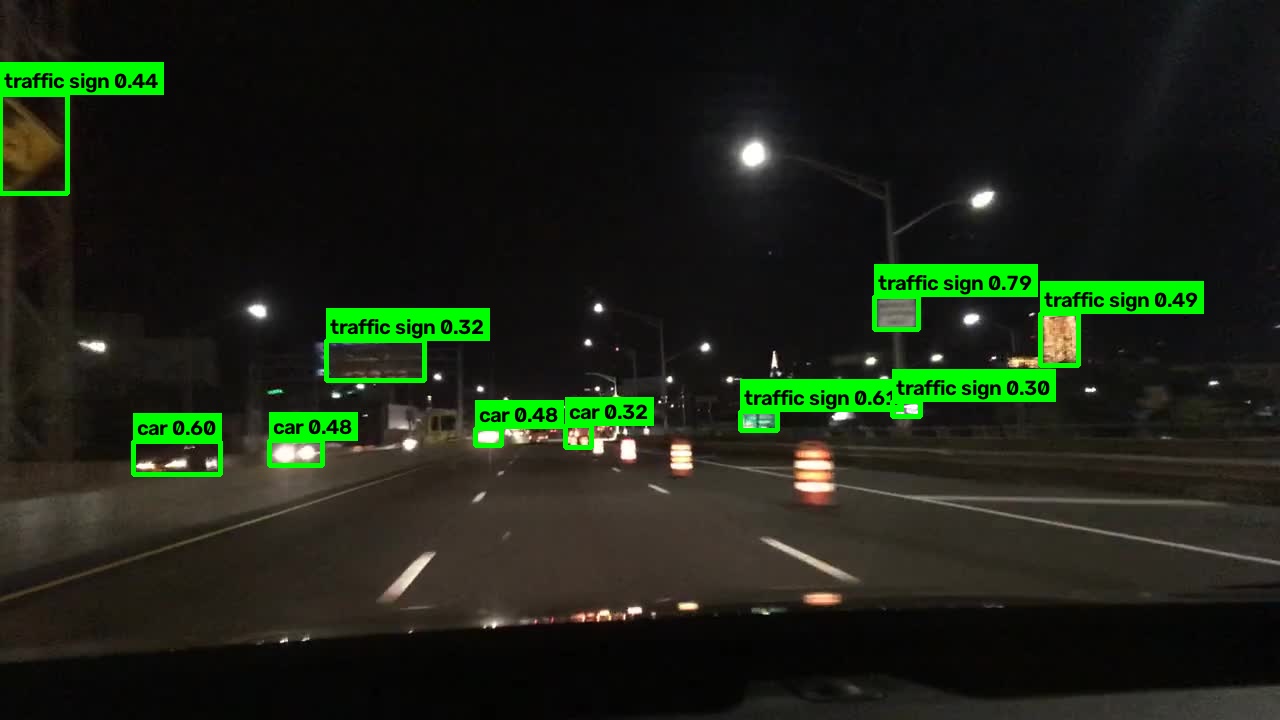 traffic sign 0.44
traffic sign 0.79
traffic sign 0.49
traffic sign 0.32
traffic sign 0.30
traffic sign 0.61
car 0.32
car 0.48
car 0.48
car 0.60